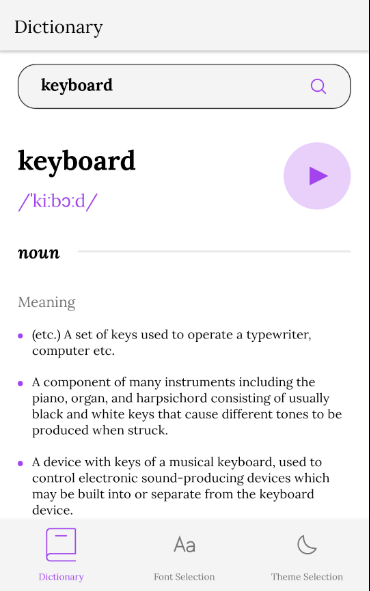 Dictionary
keyboard
keyboard
/ˈkiːbɔːd/
noun
Meaning
(etc.) A set of keys used to operate a typewriter,
computer etc.
A component of many instruments including the
piano, organ, and harpsichord consisting of usually
black and white keys that cause different tones to be
produced when struck.
A device with keys of a musical keyboard, used to
control electronic sound-producing devices which
may be built into or separate from the keyboard
device.
Aa
Dictionary
Font Selection
Theme Selection